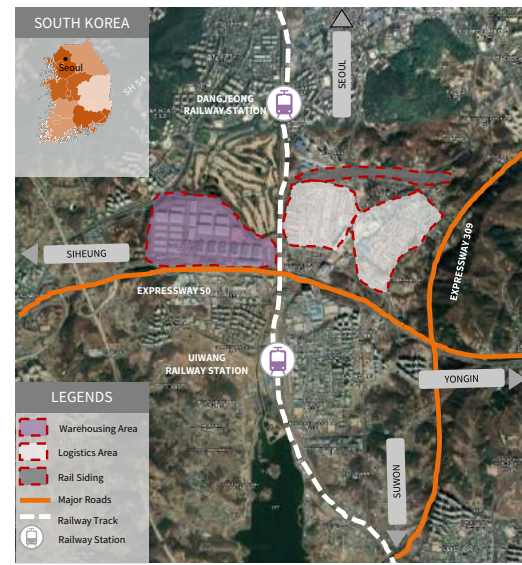 SOUTH KOREA
Seoul
SH 54
SEOUL
DANGJEONG
RAILWAY STATION
SIHEUNG
EXPRESSWAY 309
EXPRESSWAY 50
UIWANG
RAILWAY STATION
YONGIN
SUWON
LEGENDS
Warehousing Area
Logistics Area
Rail Siding
Major Roads
Railway Track
Railway Station